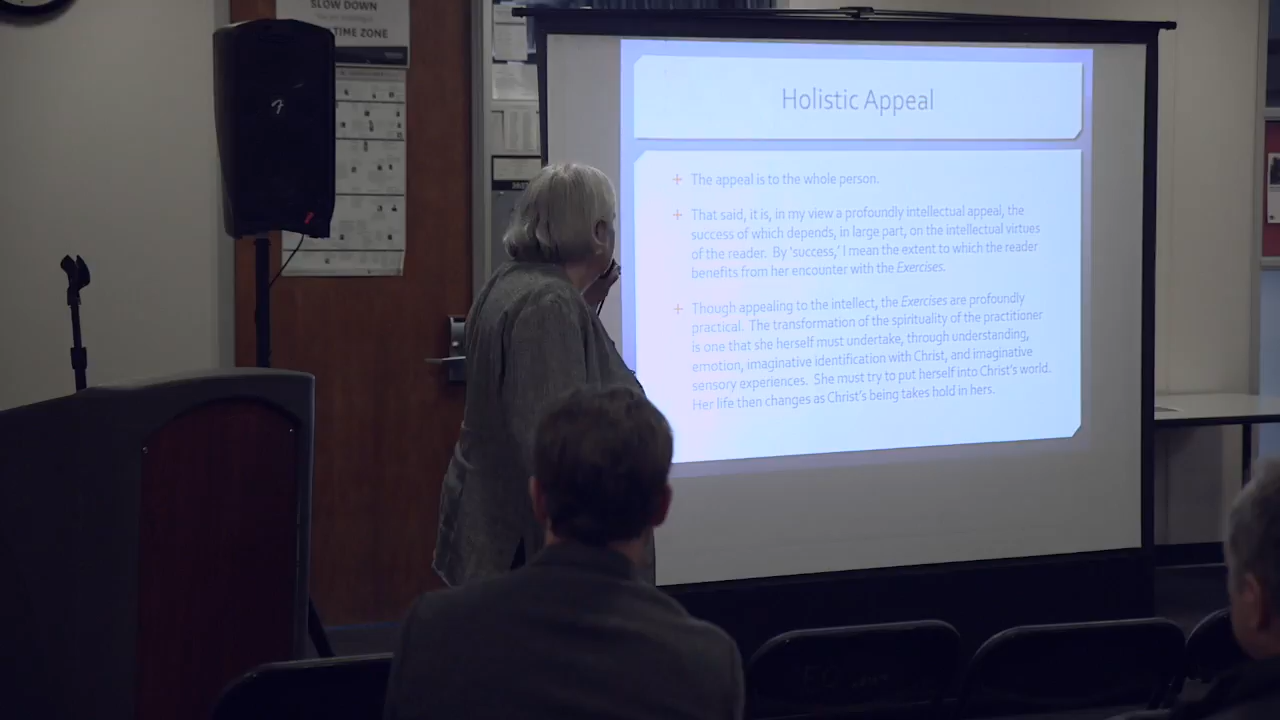 SLOW DOWN
TIME ZONE
Holistic Appeal
+ The appeal is to the whole person.
+ That said, it is, in my view a profoundly intellectual appeal, the
success of which depends, in large part, on the intellectual virtues
of the reader. By 'success,' I mean the extent to which the reader
benefits from her encounter with the Exercises.
+ Though appealing to the intellect, the Exercises are profoundly
practical. The transformation of the spirituality of the practitioner
is one that she herself must undertake, through understanding,
emotion, imaginative identification with Christ, and imaginative
sensory experiences. She must try to put herself into Christ's world.
Her life then changes as Christ's being takes hold in hers.